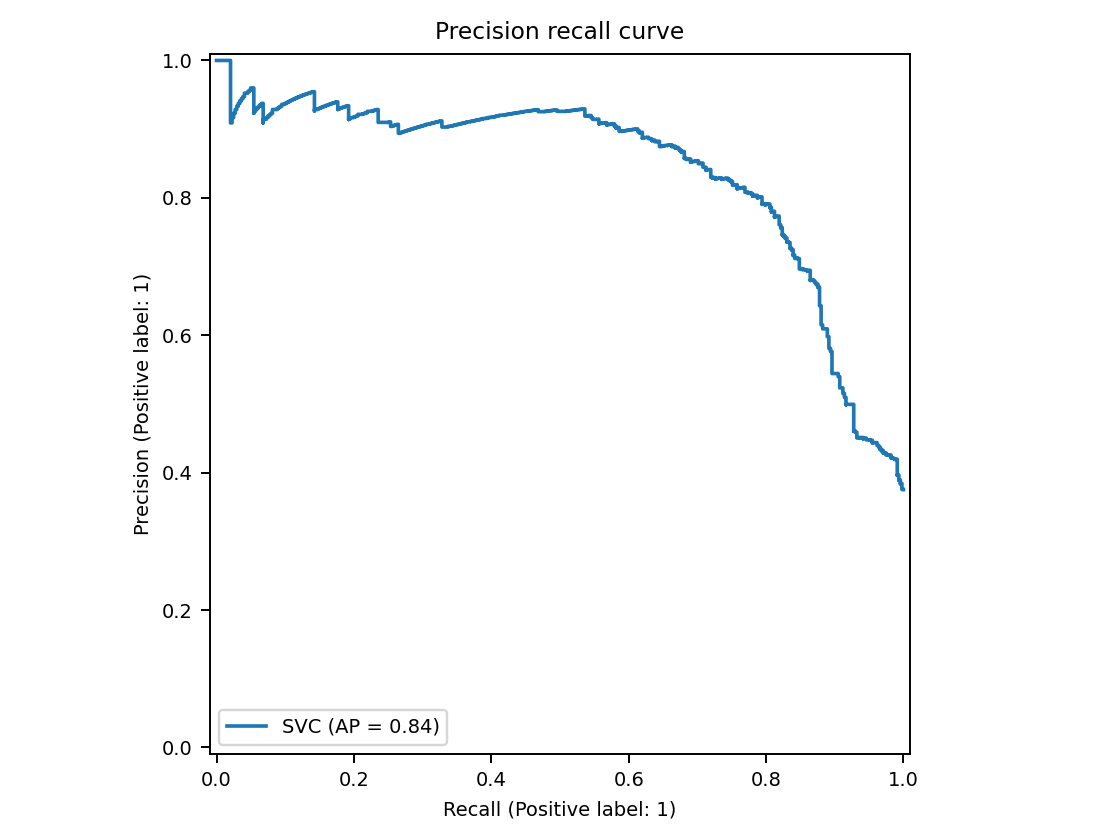 Precision recall curve
1.0
0.8
0.6
0.4
0.2
0.0
Precision (Positive label: 1)
SVC (AP = 0.84)
0.0 0.2 0.4 0.6 0.8 1.0
Recall (Positive label: 1)